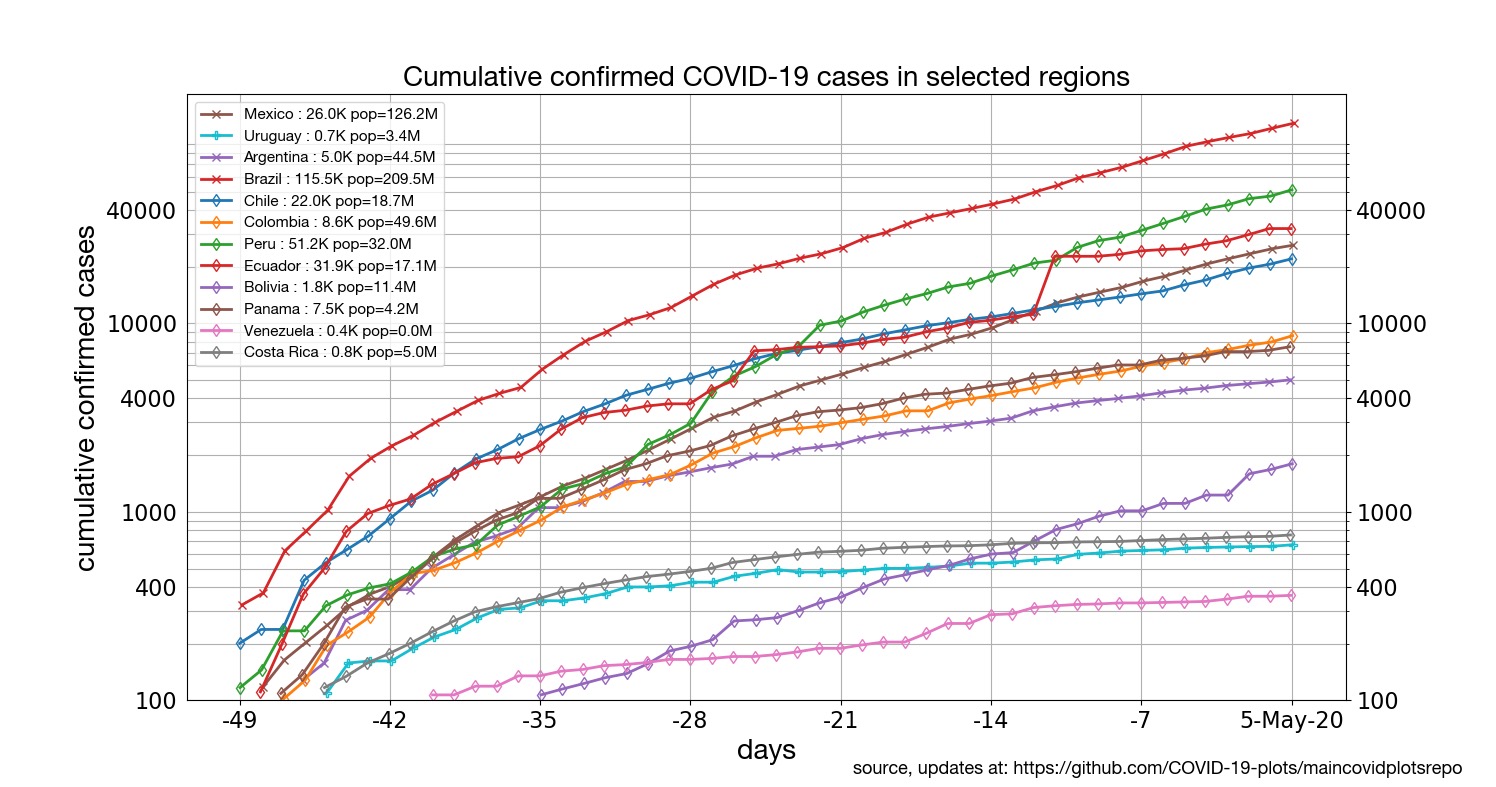 Cumulative confirmed COVID-19 cases in selected regions
Mexico : 26.0K pop=126.2M
Uruguay : 0.7K pop=3.4M
Argentina : 5.0K pop=44.5M
Brazil : 115.5K pop=209.5M
Chile : 22.0K pop=18.7M
Colombia : 8.6K pop=49.6M
Peru : 51.2K pop=32.0M
Ecuador : 31.9K pop=17.1M
Bolivia : 1.8K pop=11.4M
Panama : 7.5K pop=4.2M
Venezuela : 0.4K pop=0.0M
Costa Rica : 0.8K pop=5.0M
cumulative confirmed cases
40000
10000
4000
1000
400
100
40000
10000
4000
1000
400
100
-49 -42 -35 -28 -21 -14 -7 5-May-20
days
source, updates at: https://github.com/COVID-19-plots/maincovidplotsrepo